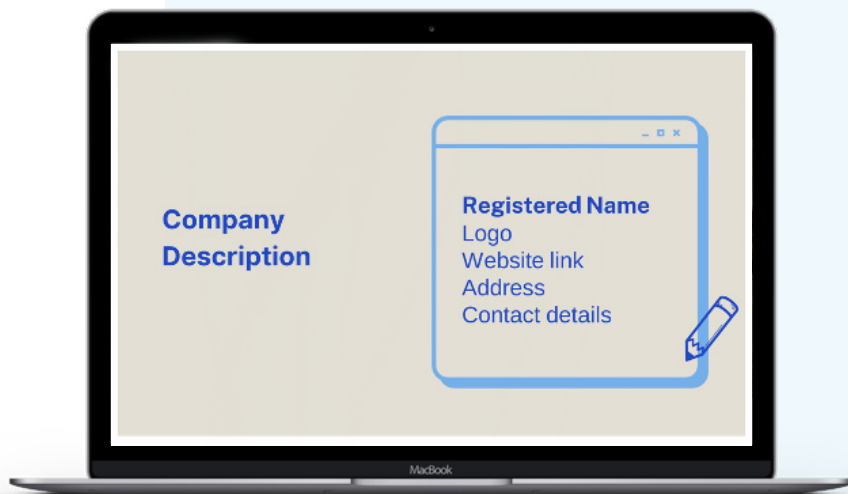 Company
Description
Registered Name
Logo
Website link
Address
Contact details
MacBook